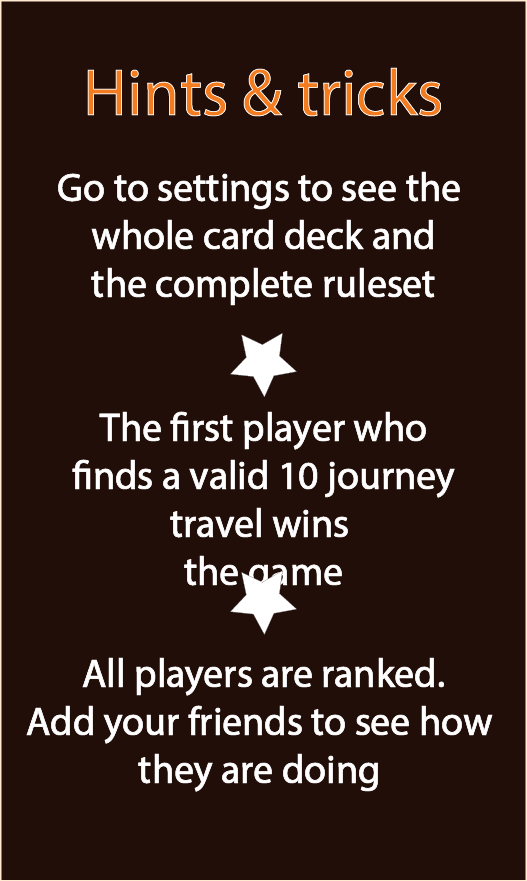 Hints & tricks
Go to settings to see the
whole card deck and
the complete ruleset
The first player who
finds a valid 10 journey
travel wins
the game
All players are ranked.
Add your friends to see how
they are doing